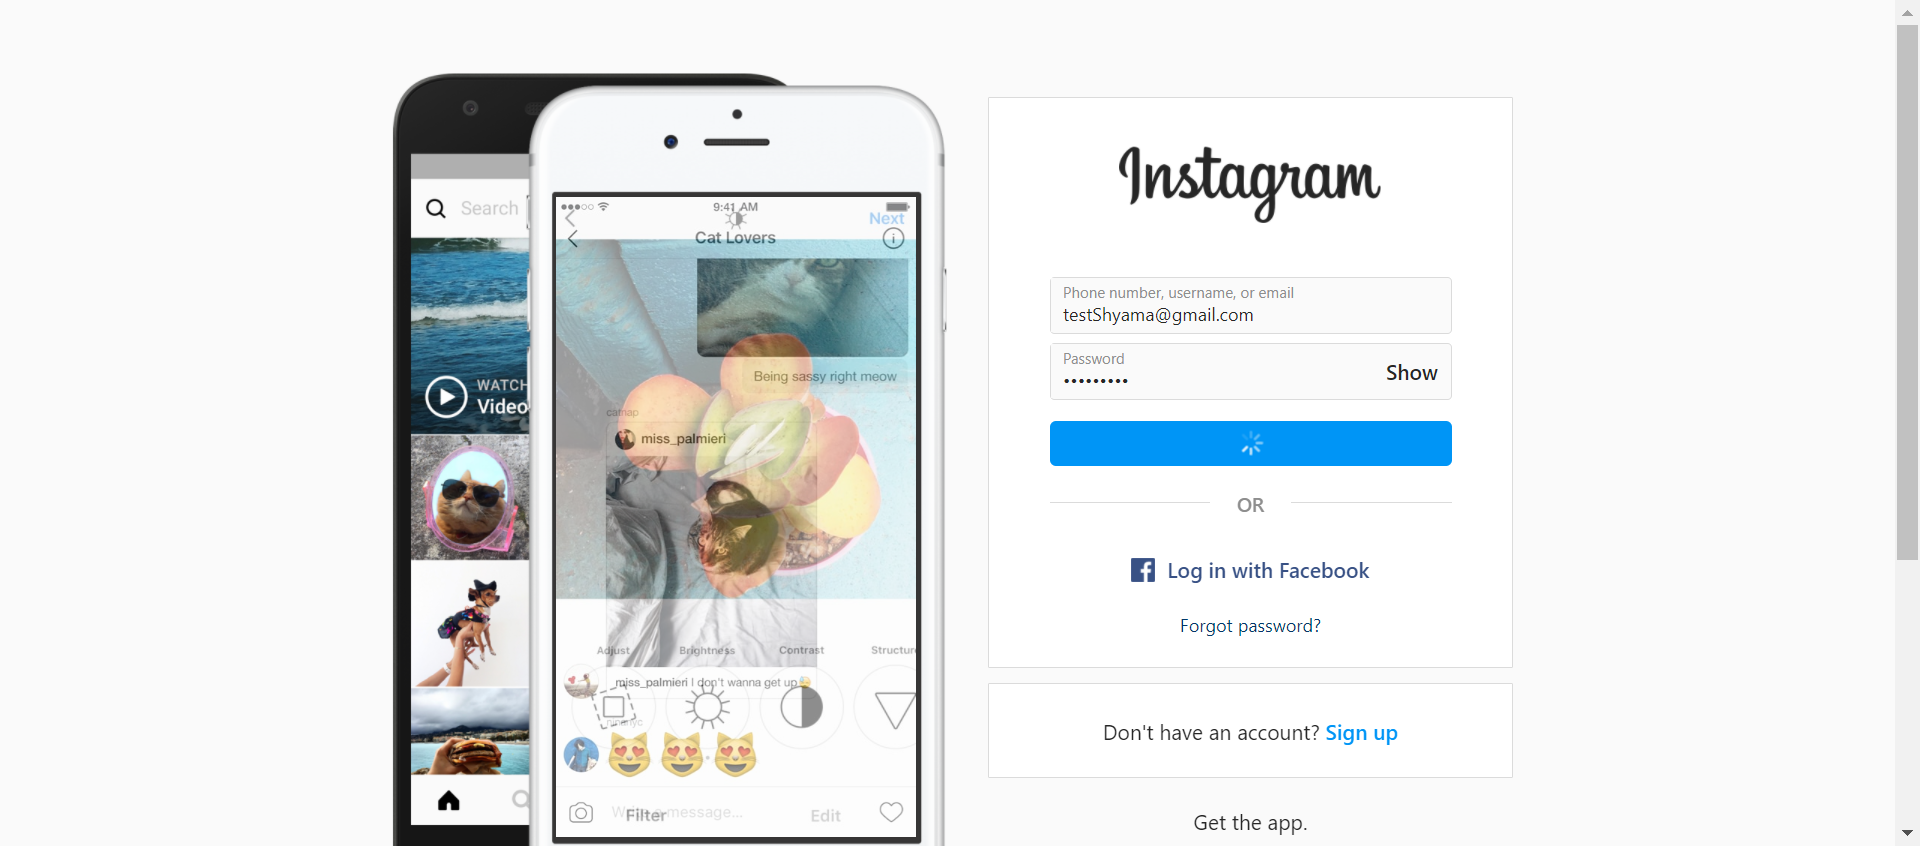 Search
WATCH
Video
9:41 AM
Next
Cat Lovers
Being sassy right meow
catnap
miss_palmieri
Adjust
Brightness
Contrast
Structur
miss_palmieri I don't wanna get up
ninanyc
Write a message...
Filter
Edit
Instagram
Phone number, username, or email
testShyama@gmail.com
Password
•••••••••
Show
OR
Log in with Facebook
Forgot password?
Don't have an account? Sign up
Get the app.